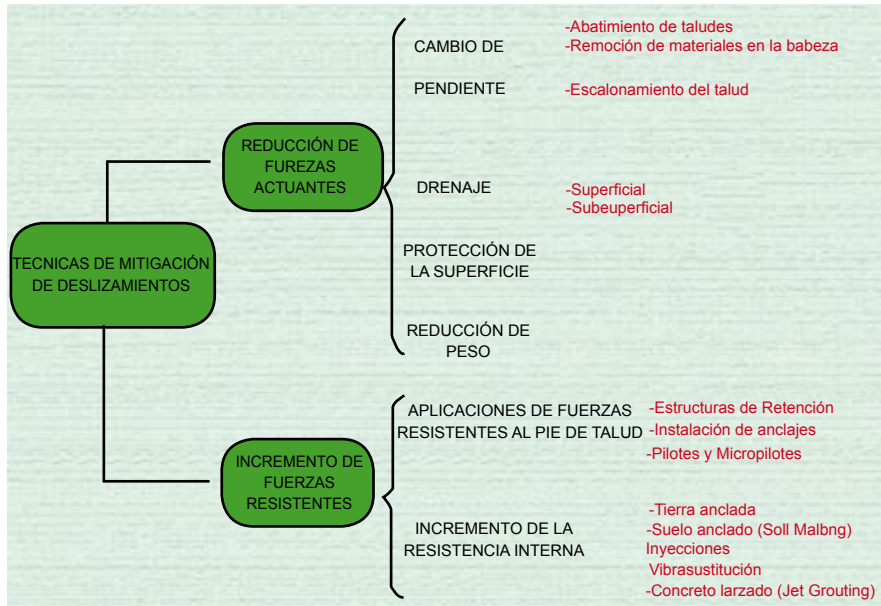 TECNICAS DE MITIGACIÓN
DE DESLIZAMIENTOS
REDUCCIÓN DE
FUREZAS
ACTUANTES
CAMBIO DE
PENDIENTE
-Abatimiento de taludes
-Remoción de materiales en la babeza
-Escalonamiento del talud
DRENAJE
-Superficial
-Subeuperficial
PROTECCIÓN DE
LA SUPERFICIE
REDUCCIÓN DE
PESO
INCREMENTO DE
FUERZAS
RESISTENTES
APLICACIONES DE FUERZAS
RESISTENTES AL PIE DE TALUD
-Estructuras de Retención
-Instalación de anclajes
-Pilotes y Micropilotes
INCREMENTO DE LA
RESISTENCIA INTERNA
-Tierra anclada
-Suelo anclado (Soll Malbng)
Inyecciones
Vibrasustitución
-Concreto larzado (Jet Grouting)